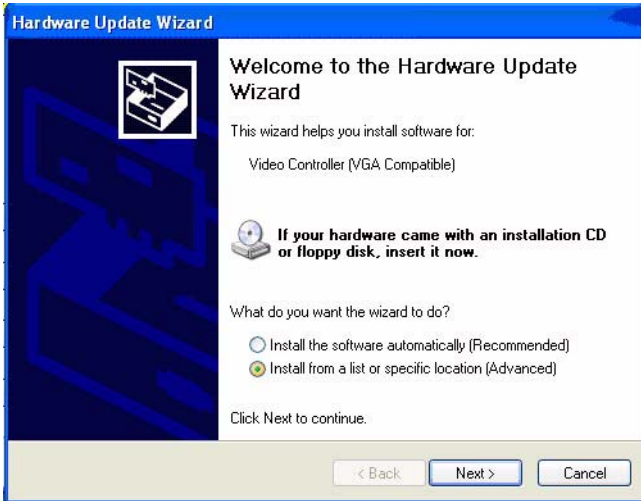 Hardware Update Wizard
Welcome to the Hardware Update
Wizard
This wizard helps you install software for:
Video Controller (VGA Compatible)
If your hardware came with an installation CD
or floppy disk, insert it now.
What do you want the wizard to do?
Install the software automatically (Recommended)
Install from a list or specific location (Advanced)
Click Next to continue.
< Back
Next >
Cancel